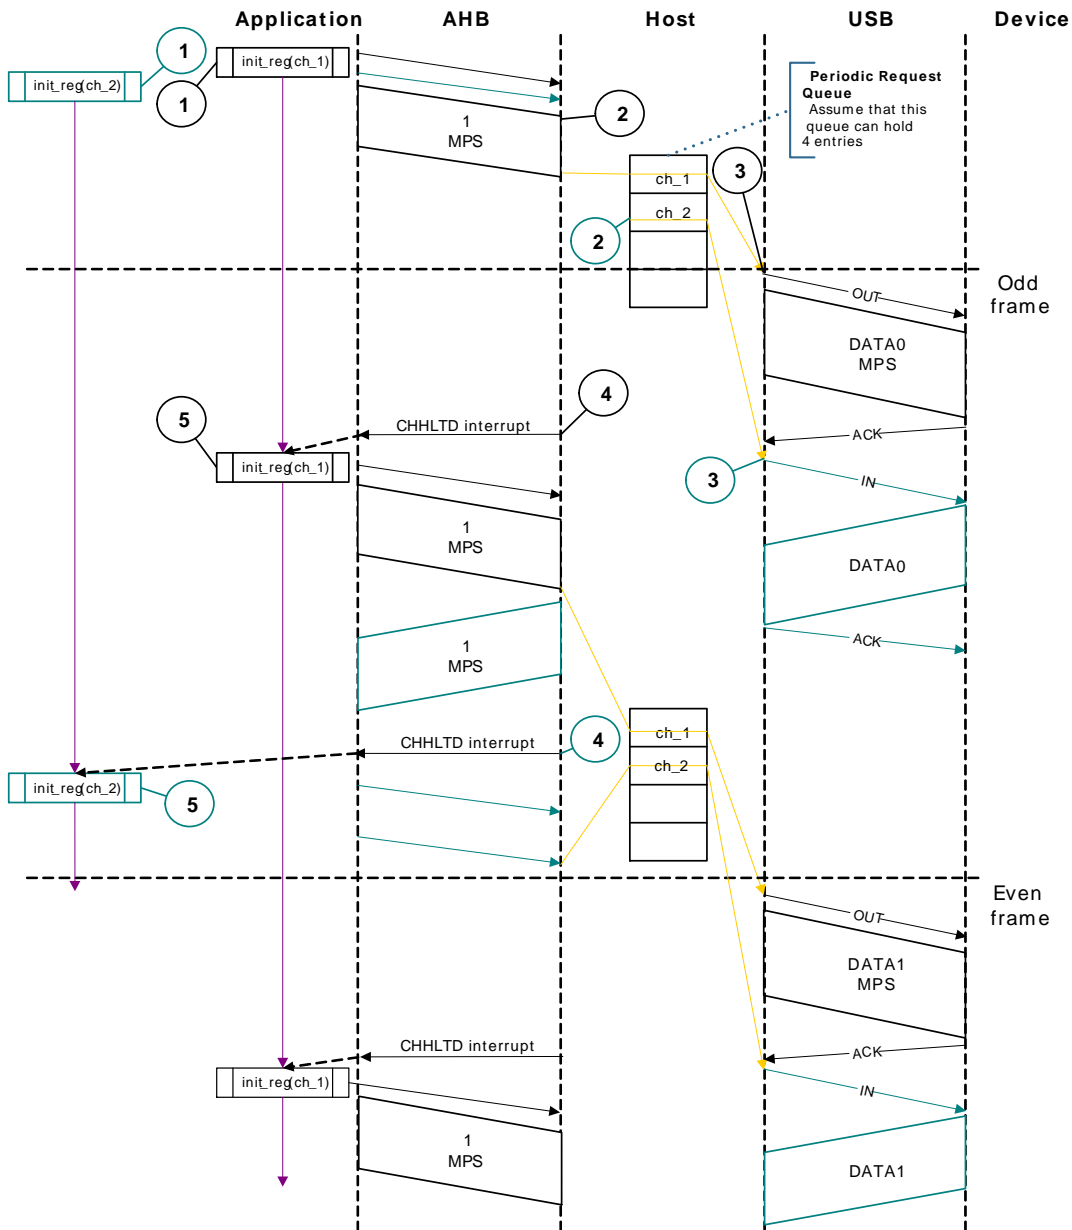 Application AHB Host USB Device
1
init_reg(ch_1)
init_reg(ch_2)
1
Periodic Request
Queue
Assume that this
queue can hold
4 entries
1
MPS
2
3
ch_1
ch_2
2
Odd
frame
OUT
DATA0
MPS
4
5
CHHLTD interrupt
ACK
init_reg(ch_1)
3
IN
1
MPS
DATA0
ACK
1
MPS
ch_1
4
CHHLTD interrupt
ch_2
init_reg(ch_2)
5
Even
frame
OUT
DATA1
MPS
CHHLTD interrupt
ACK
init_reg(ch_1)
IN
1
MPS
DATA1